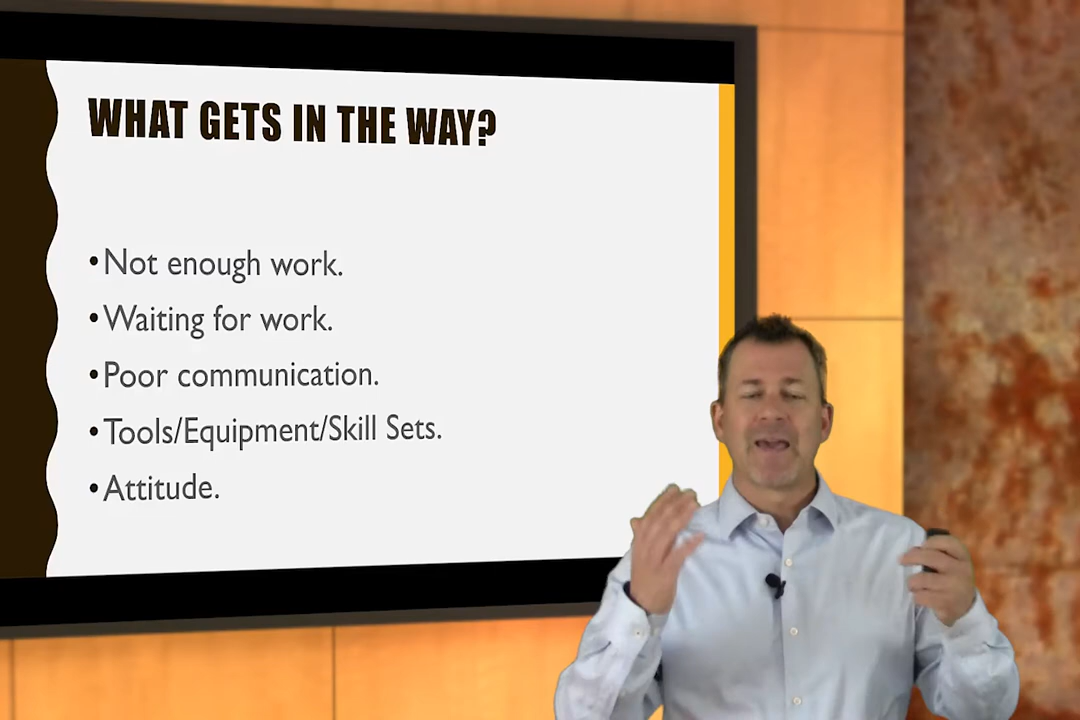 WHAT GETS IN THE WAY?
•Not enough work.
•Waiting for work.
•Poor communication.
•Tools/Equipment/Skill Sets.
•Attitude.